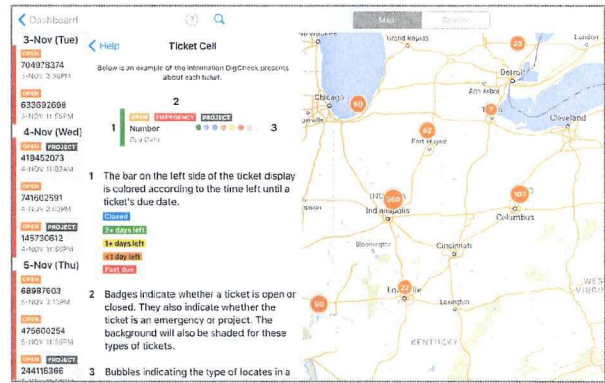 Dashboard
Map
3-Nov (Tue)
OPEN
704978374
3-NOV 2:30PM
OPEN
633692698
3-NOV 11:59PM
4-Nov (Wed)
OPEN PROJECT
419452073
4-NOV 11:02AM
OPEN
741602591
4-NOV 2:02PM
OPEN PROJECT
145730612
4-NOV 11:59PM
5-Nov (Thu)
OPEN
68987603
5-NOV 3:15PM
OPEN
475600254
5-NOV 11:59PM
OPEN PROJECT
244115366
Help
Ticket Cell
Below is an example of the information DigCheck presents
about each ticket.
2
OPEN EMERGENCY PROJECT
1 Number 3
Due Date
1 The bar on the left side of the ticket display
is colored according to the time left until a
ticket's due date.
Closed
2+ days left
1+ days left
<1 day left
Past due
2 Badges indicate whether a ticket is open or
closed. They also indicate whether the
ticket is an emergency or project. The
background will also be shaded for these
types of tickets.
3 Bubbles indicating the type of locates in a
Grand Rapids
London
25
Detroit
Ann Arbor
Chicago
60
7
Cleveland
62
Fort Wayne
Indianapolis
Columbus
Bloomington
Cincinnati
22
Lexington
90
WEST
KENTUCKY